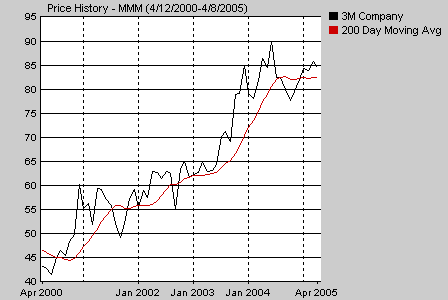 Price History - MMM (4/12/2000-4/8/2005)
3M Company
200 Day Moving Avg
95
90
85
80
75
70
65
60
55
50
45
40
Apr 2000
Jan 2002
Jan 2003
Jan 2004
Apr 2005